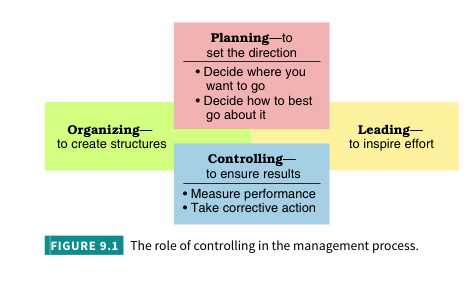 Planning—to
set the direction
• Decide where you
want to go
• Decide how to best
go about it
Organizing—
to create structures
Leading—
to inspire effort
Controlling—
to ensure results
• Measure performance
• Take corrective action
FIGURE 9.1 The role of controlling in the management process.